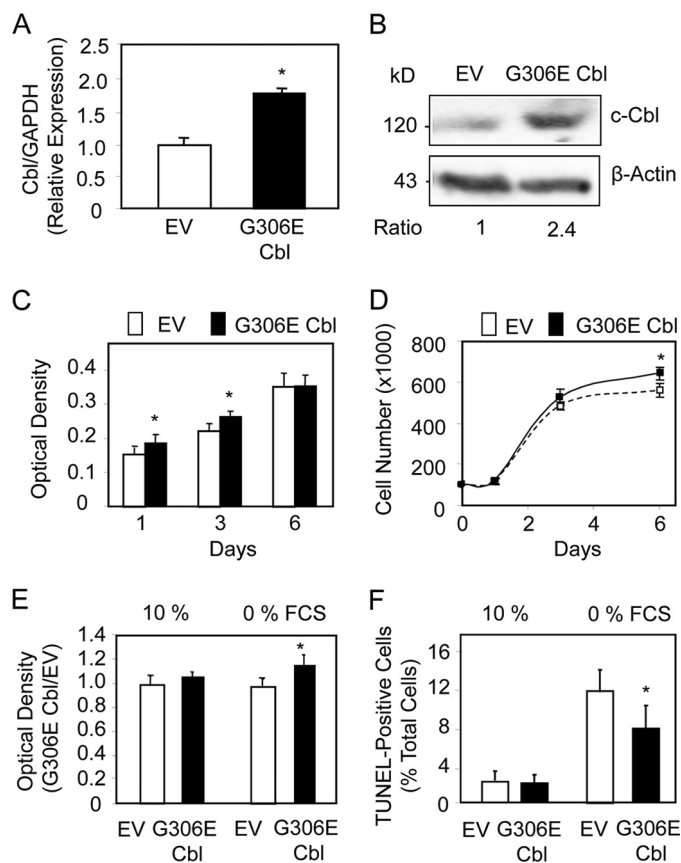 A
Cbl/GAPDH
(Relative Expression)
2.5
2.0
1.5
1.0
0.5
0
*
EV
G306E
Cbl
B
kD
EV
G306E Cbl
120
c-Cbl
43
β-Actin
Ratio
1
2.4
C
EV
G306E Cbl
Optical Density
0.4
0.3
0.2
0.1
0
*
*
1
3
6
Days
D
EV
G306E Cbl
Cell Number (x1000)
800
600
400
200
0
*
0
2
4
6
Days
E
10 %
0 % FCS
Optical Density
(G306E Cbl/EV)
1.4
1.2
1.0
0.8
0.6
0.4
0.2
0
*
EV G306E
Cbl
EV G306E
Cbl
F
10 %
0 % FCS
TUNEL-Positive Cells
(% Total Cells)
16
12
8
4
0
*
EV G306E
Cbl
EV G306E
Cbl